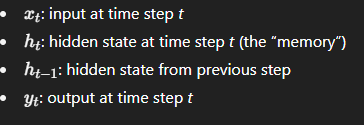 • xₜ: input at time step t
• hₜ: hidden state at time step t (the “memory”)
• hₜ₋₁: hidden state from previous step
• yₜ: output at time step t